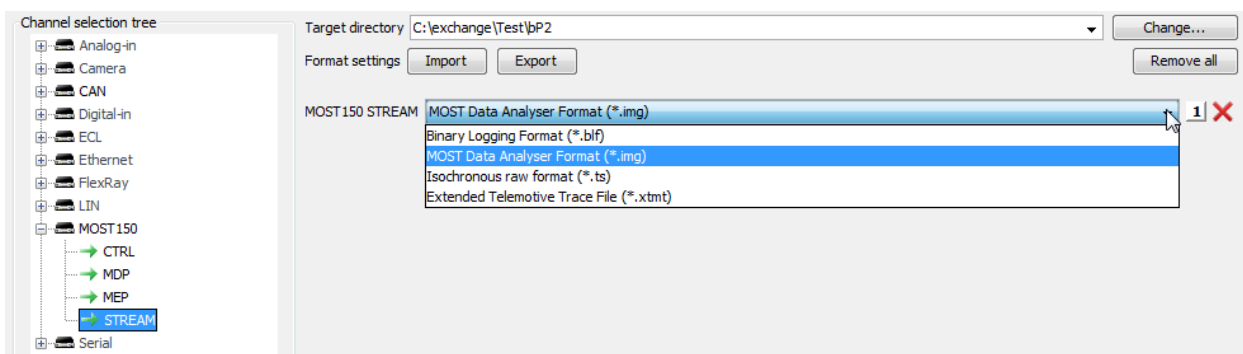 Channel selection tree
Analog-in
Camera
CAN
Digital-in
ECL
Ethernet
FlexRay
LIN
MOST150
CTRL
MDP
MEP
STREAM
Serial
Target directory C:\exchange\Test\bP2 Change...
Format settings Import Export Remove all
MOST150 STREAM MOST Data Analyser Format (*.img) 1
Binary Logging Format (*.blf)
MOST Data Analyser Format (*.img)
Isochronous raw format (*.ts)
Extended Telemotive Trace File (*.xtmt)